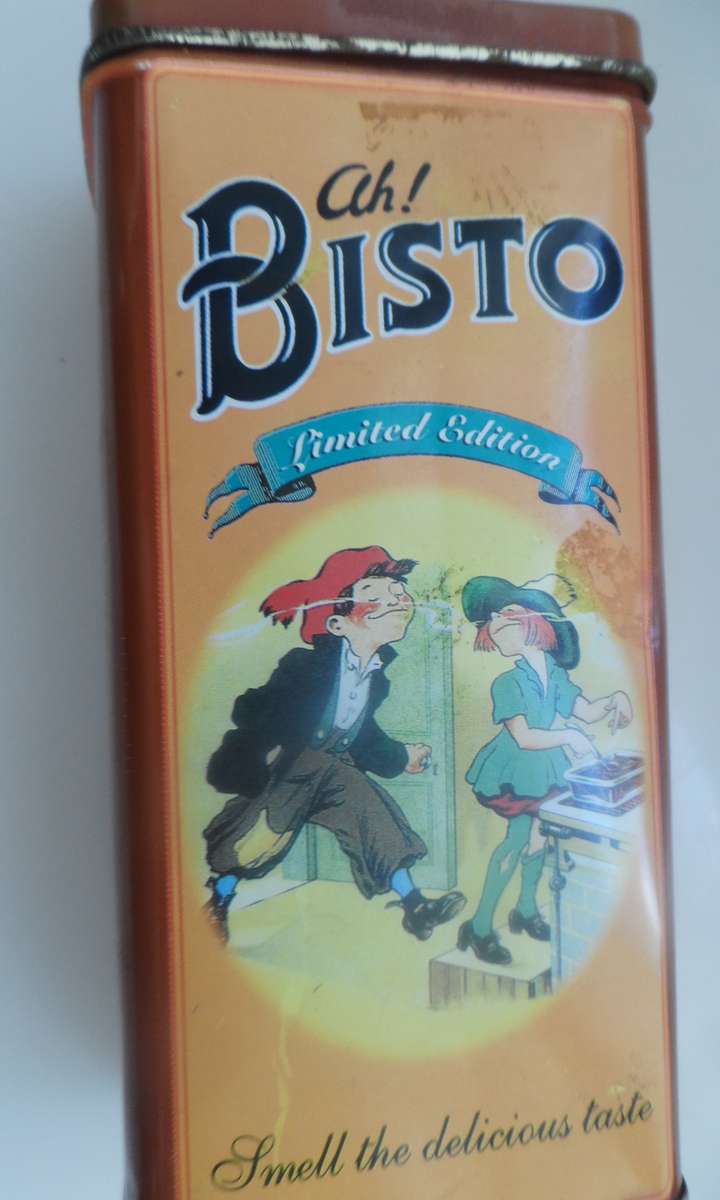 Ah!
BISTO
Limited Edition
Smell the delicious taste